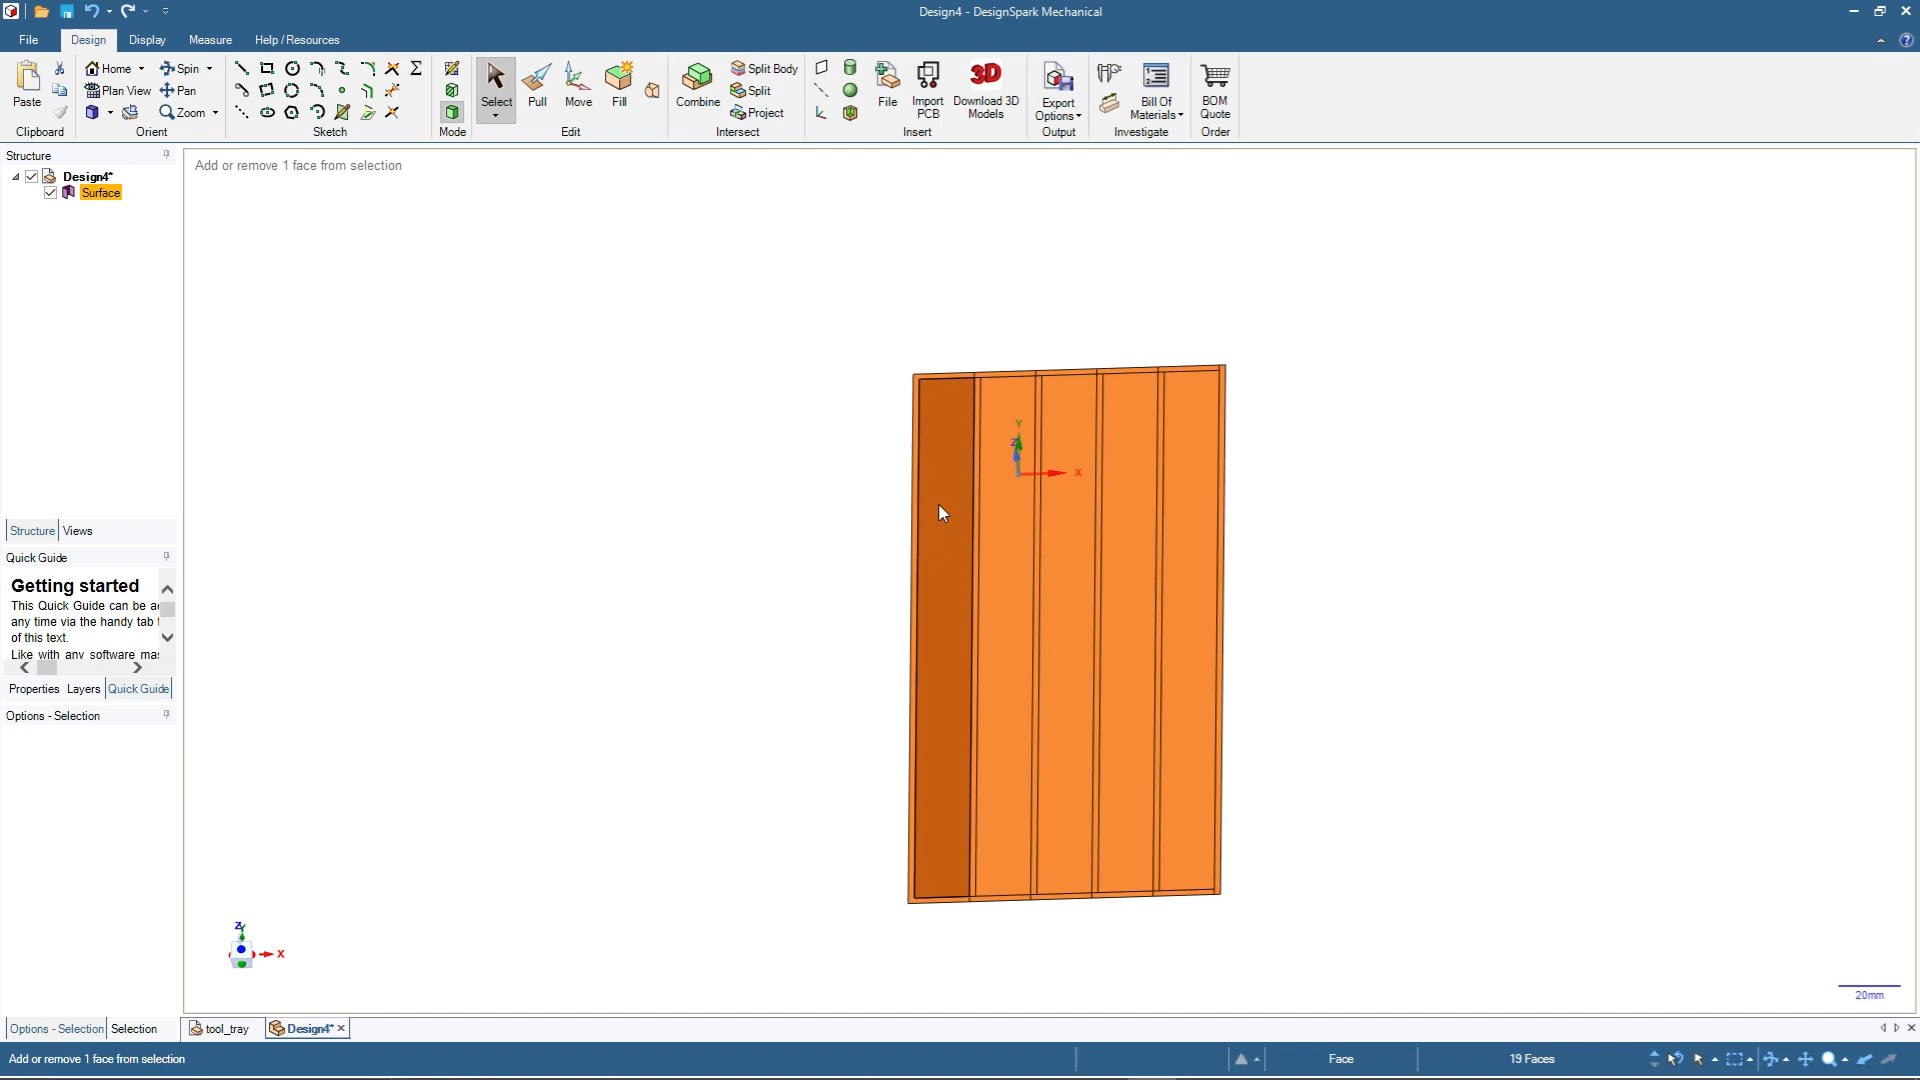 Design4 - DesignSpark Mechanical
File Design Display Measure Help / Resources
Paste
Clipboard
Home Spin
Plan View Pan
Zoom
Orient
Sketch
Mode
Select Pull Move Fill
Edit
Combine
Split Body
Split
Project
Intersect
File
Import PCB
3D
Download 3D Models
Insert
Export Options
Output
Bill Of Materials
Investigate
BOM Quote
Order
Structure
Design4*
Surface
Add or remove 1 face from selection
Y
Z
X
Structure Views
Quick Guide
Getting started
This Quick Guide can be
any time via the handy tab
of this text.
Like with any software
Properties Layers Quick Guide
Options - Selection
Z
Y
X
20mm
Options - Selection Selection
tool_tray Design4*
Add or remove 1 face from selection
Face
19 Faces